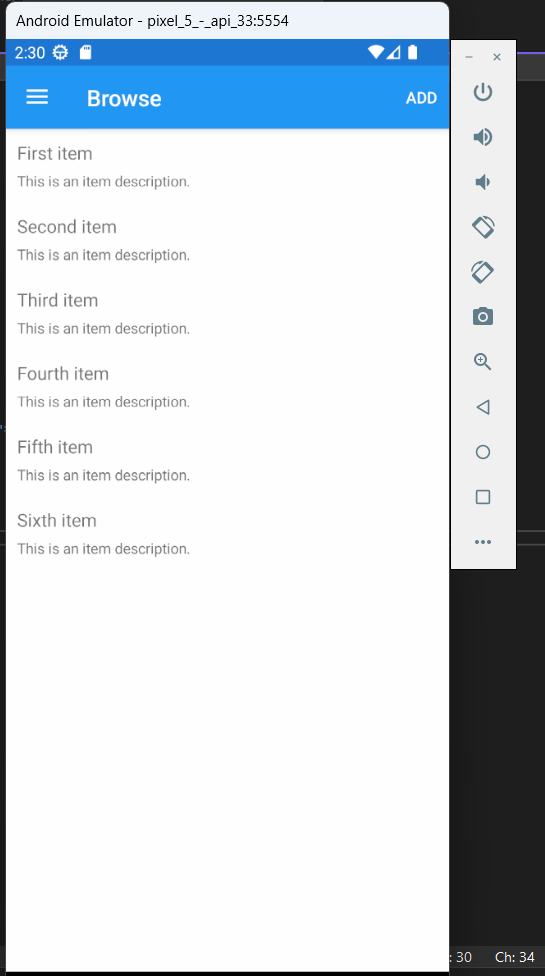 Android Emulator - pixel_5_-_api_33:5554
2:30
Browse
ADD
First item
This is an item description.
Second item
This is an item description.
Third item
This is an item description.
Fourth item
This is an item description.
Fifth item
This is an item description.
Sixth item
This is an item description.
: 30 Ch: 34